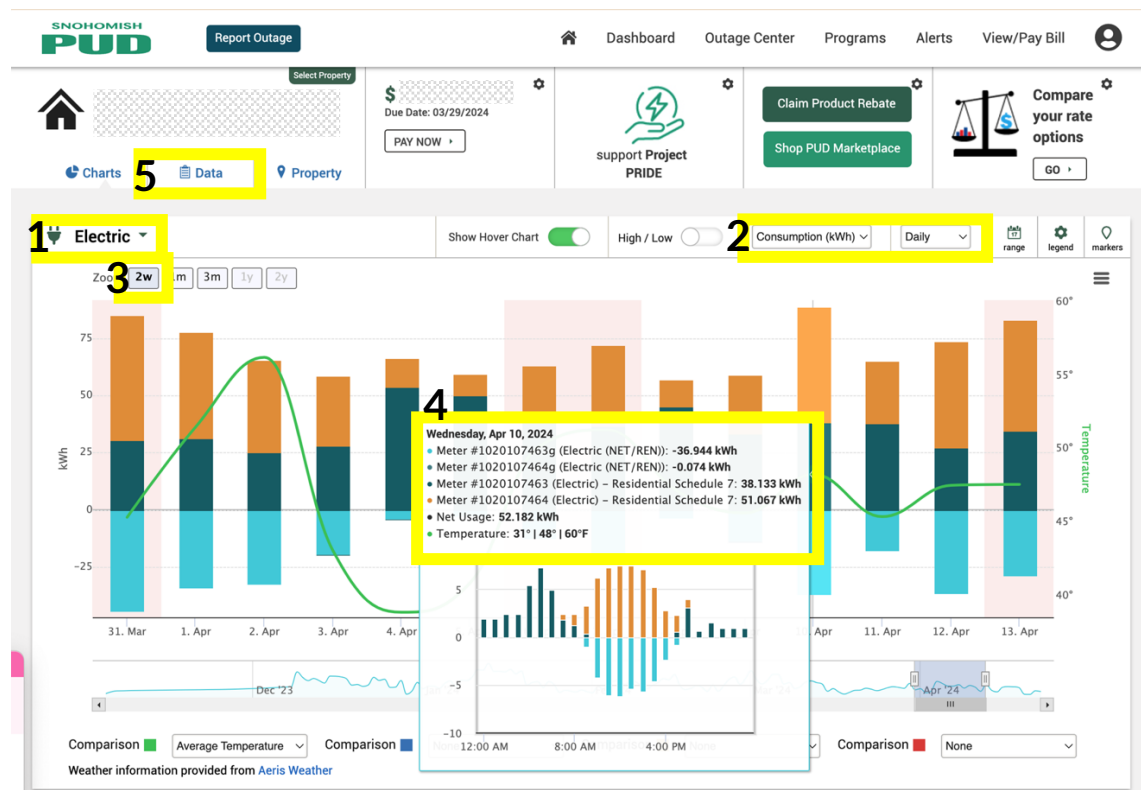 SNOHOMISH
PUD
Report Outage
Dashboard
Outage Center
Programs
Alerts
View/Pay Bill
Select Property
$
Due Date: 03/29/2024
PAY NOW
support Project
PRIDE
Claim Product Rebate
Shop PUD Marketplace
Compare
your rate
options
GO
Charts
5
Data
Property
1
Electric
Show Hover Chart
High / Low
2
Consumption (kWh)
Daily
range
legend
markers
3
2w
3m
1y
2y
kWh
75
50
25
0
-25
60°
55°
50°
45°
40°
Temperature
4
Wednesday, Apr 10, 2024
Meter #1020107463g (Electric (NET/REN)): -36.944 kWh
Meter #1020107464g (Electric (NET/REN)): -0.074 kWh
Meter #1020107463 (Electric) – Residential Schedule 7: 38.133 kWh
Meter #1020107464 (Electric) – Residential Schedule 7: 51.067 kWh
Net Usage: 52.182 kWh
Temperature: 31° | 48° | 60°F
5
0
-5
-10
12:00 AM
8:00 AM
4:00 PM
31. Mar
1. Apr
2. Apr
3. Apr
4. Apr
Apr
11. Apr
12. Apr
13. Apr
Dec '23
Apr '24
Comparison
Average Temperature
Comparison
None
None
Comparison
None
Weather information provided from Aeris Weather